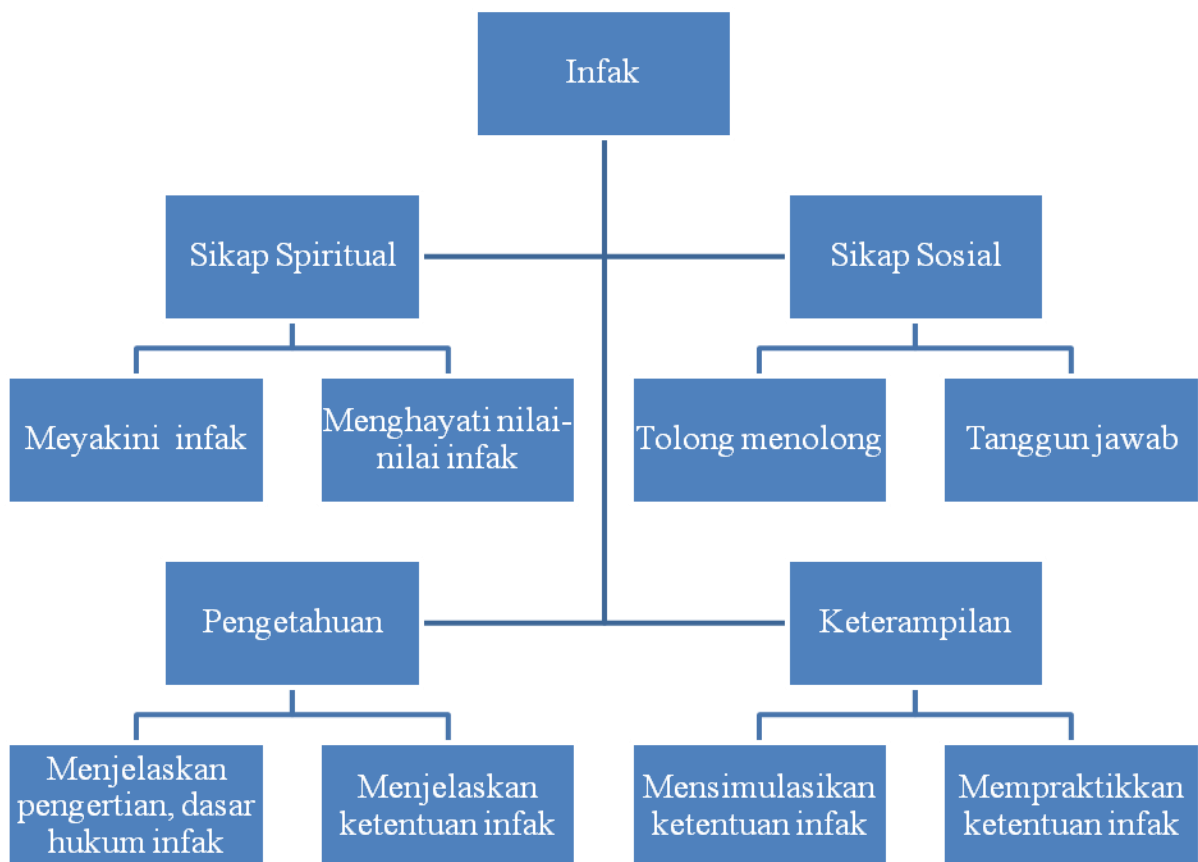 Infak
Sikap Spiritual
Sikap Sosial
Meyakini infak
Menghayati nilai-
nilai infak
Tolong menolong
Tanggun jawab
Pengetahuan
Keterampilan
Menjelaskan
pengertian, dasar
hukum infak
Menjelaskan
ketentuan infak
Mensimulasikan
ketentuan infak
Mempraktikkan
ketentuan infak